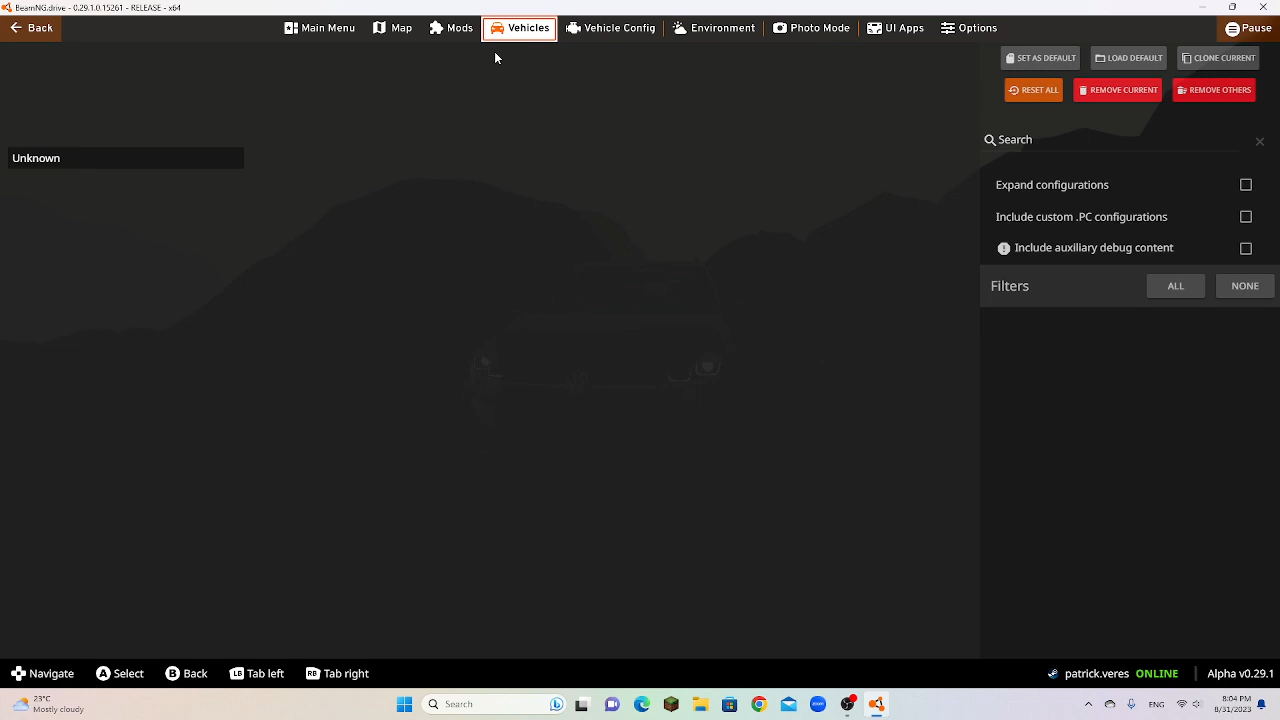 BeamNG.drive - 0.29.1.0.15261 - RELEASE - x64
Back
Main Menu
Map
Mods
Vehicles
Vehicle Config
Environment
Photo Mode
UI Apps
Options
Pause
SET AS DEFAULT
LOAD DEFAULT
CLONE CURRENT
RESET ALL
REMOVE CURRENT
REMOVE OTHERS
Search
Unknown
Expand configurations
Include custom .PC configurations
Include auxiliary debug content
Filters
ALL
NONE
Navigate
A Select
B Back
LB Tab left
RB Tab right
patrick.veres ONLINE
Alpha v0.29.1
23°C
Mostly cloudy
Search
zoom
ENG
8:04 PM
8/31/2023